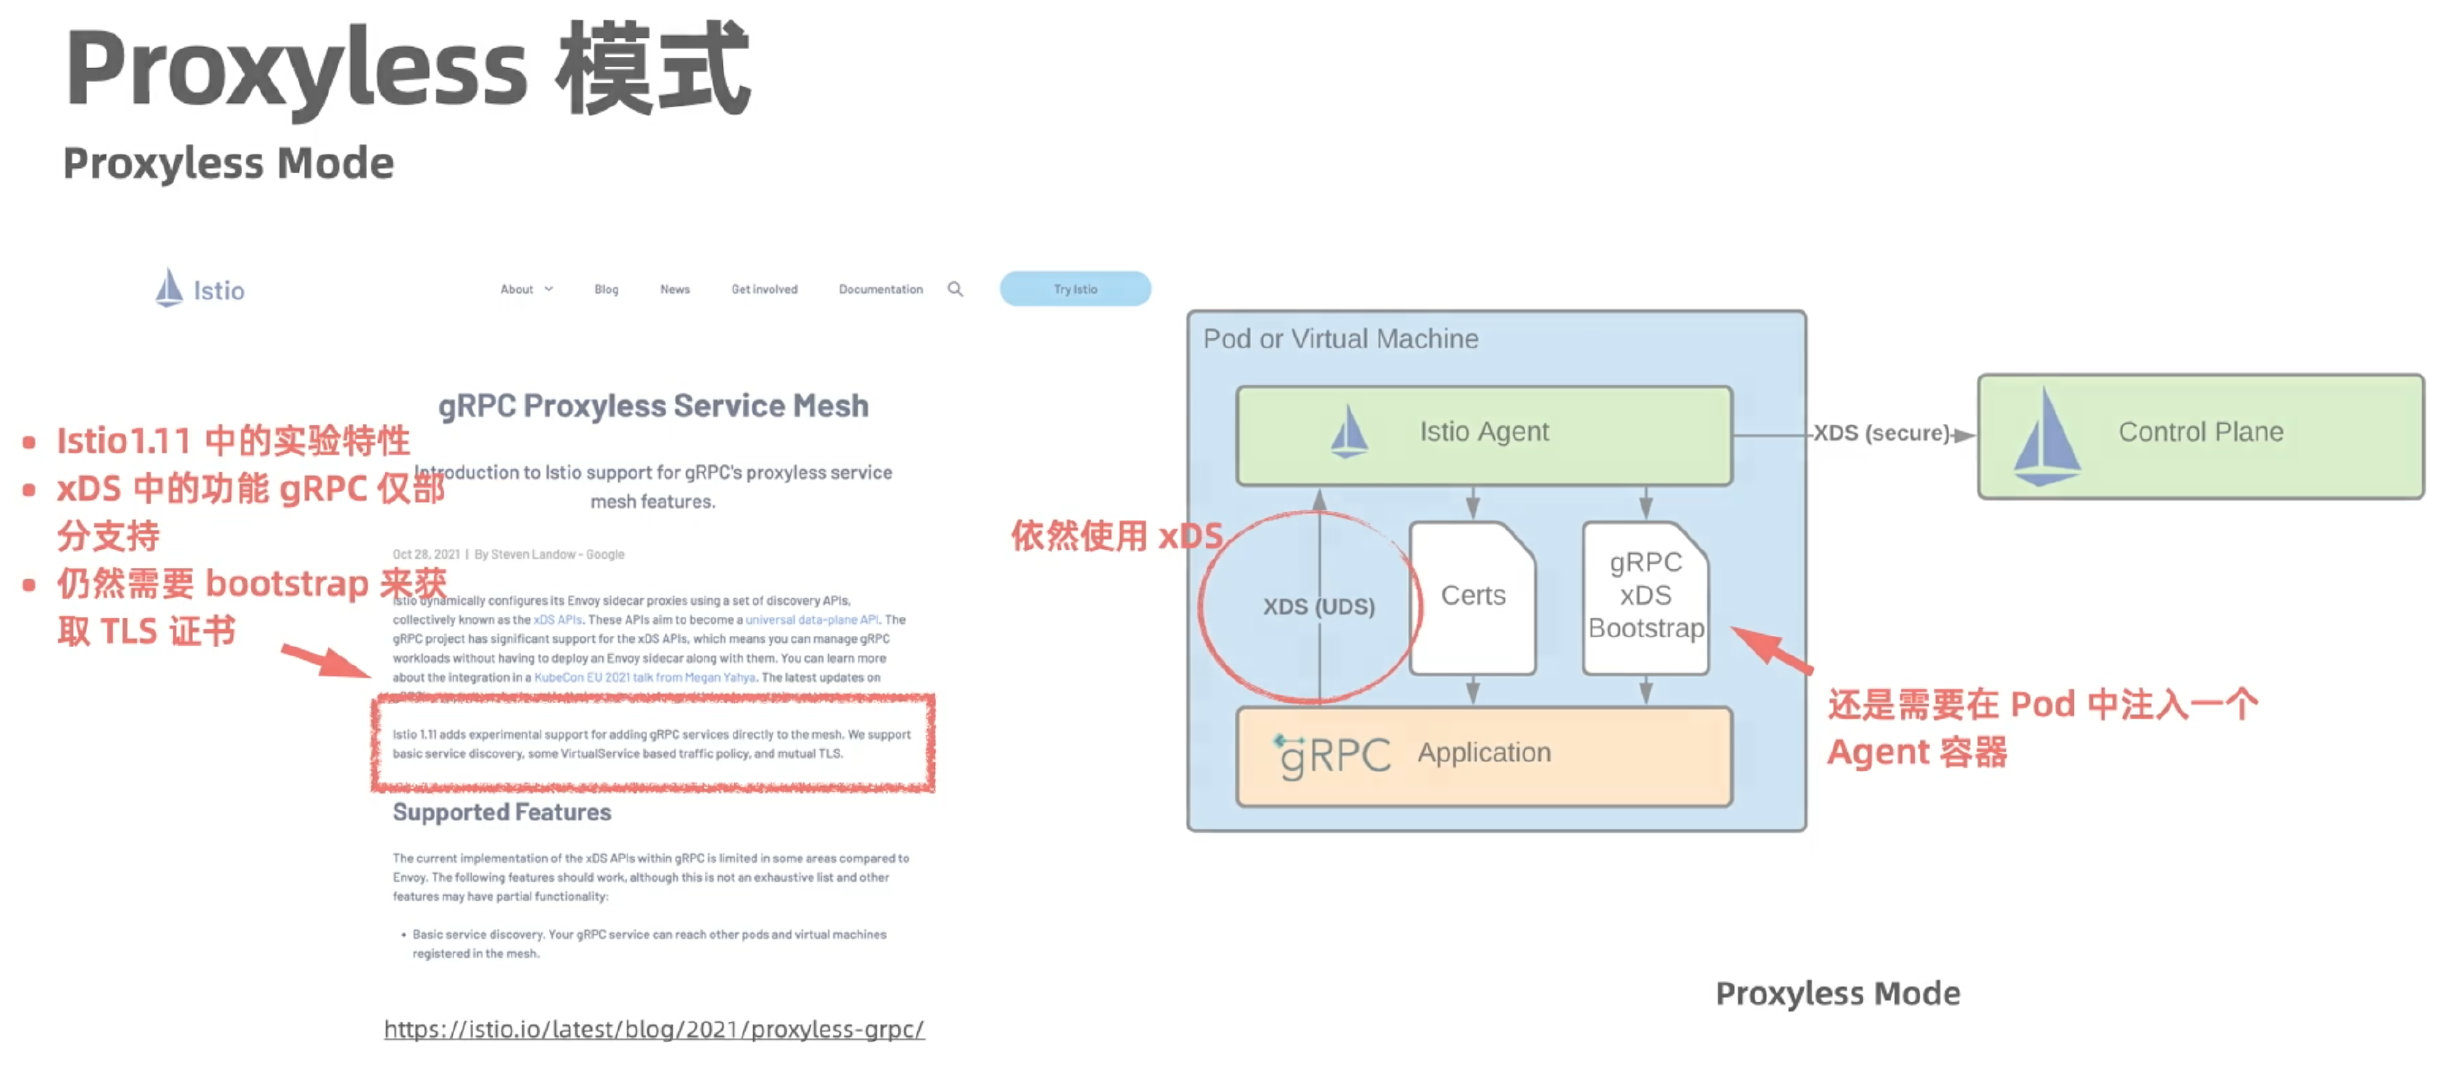 Proxyless 模式
Proxyless Mode
Istio
About
Blog
News
Get involved
Documentation
Try Istio
gRPC Proxyless Service Mesh
Introduction to Istio support for gRPC's proxyless service
mesh features.
Oct 28, 2021 | By Steven Landow - Google
Istio dynamically configures its Envoy sidecar proxies using a set of discovery APIs,
collectively known as the xDS APIs. These APIs aim to become a universal data-plane API. The
gRPC project has significant support for the xDS APIs, which means you can manage gRPC
workloads without having to deploy an Envoy sidecar along with them. You can learn more
about the integration in a KubeCon EU 2021 talk from Megan Yahya. The latest updates on
Istio 1.11 adds experimental support for adding gRPC services directly to the mesh. We support
basic service discovery, some VirtualService based traffic policy, and mutual TLS.
Supported Features
The current implementation of the xDS APIs within gRPC is limited in some areas compared to
Envoy. The following features should work, although this is not an exhaustive list and other
features may have partial functionality:
• Basic service discovery. Your gRPC service can reach other pods and virtual machines
registered in the mesh.
https://istio.io/latest/blog/2021/proxyless-grpc/
• Istio1.11 中的实验特性
• xDS 中的功能 gRPC 仅部
分支持
• 仍然需要 bootstrap 来获
取 TLS 证书
Pod or Virtual Machine
Istio Agent
XDS (secure)
Control Plane
依然使用 xDS
XDS (UDS)
Certs
gRPC
xDS
Bootstrap
gRPC Application
还是需要在 Pod 中注入一个
Agent 容器
Proxyless Mode